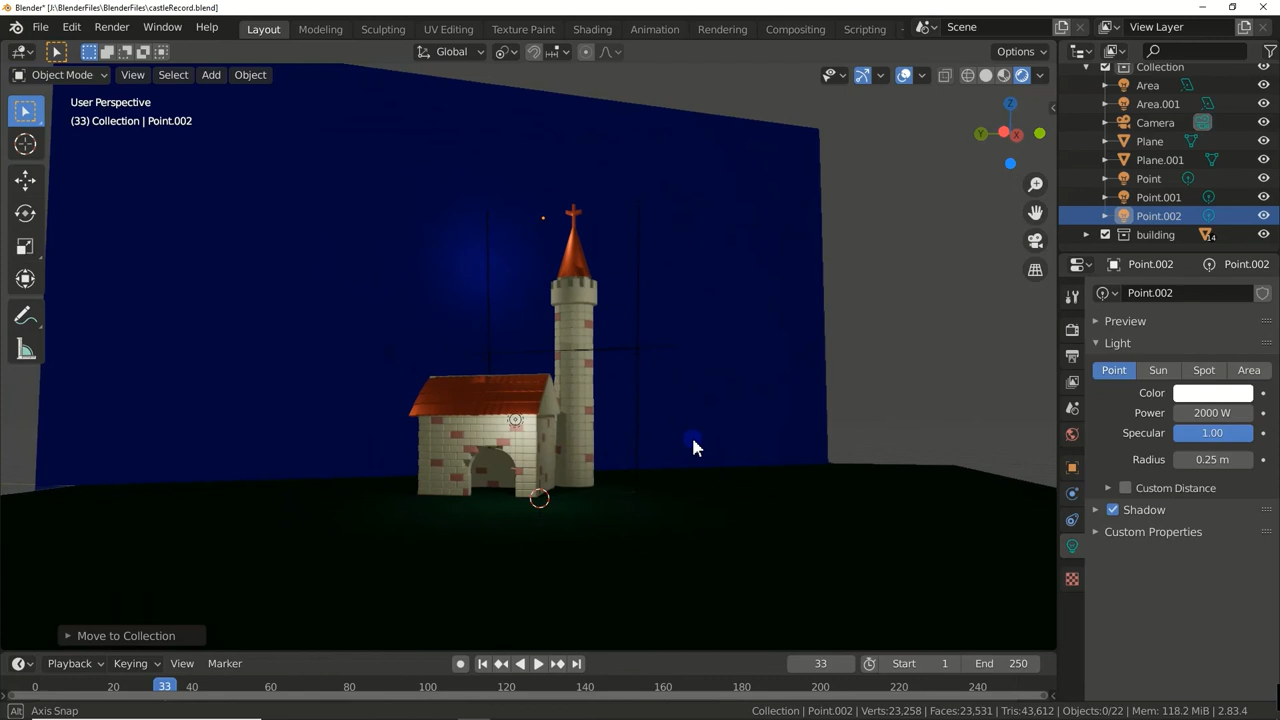 Blender* [J:\BlenderFiles\BlenderFiles\castleRecord.blend]
File Edit Render Window Help Layout Modeling Sculpting UV Editing Texture Paint Shading Animation Rendering Compositing Scripting Scene View Layer
Global Options
Object Mode View Select Add Object
User Perspective
(33) Collection | Point.002
Collection
Area
Area.001
Camera
Plane
Plane.001
Point
Point.001
Point.002
building 14
Point.002 Point.002
Point.002
Preview
Light
Point Sun Spot Area
Color
Power 2000 W
Specular 1.00
Radius 0.25 m
Custom Distance
Shadow
Custom Properties
X Y Z
Move to Collection
Playback Keying View Marker 33 Start 1 End 250
0 20 33 40 60 80 100 120 140 160 180 200 220 240
Alt Axis Snap Collection | Point.002 | Verts:23,258 | Faces:23,531 | Tris:43,612 | Objects:0/22 | Mem: 118.2 MiB | 2.83.4